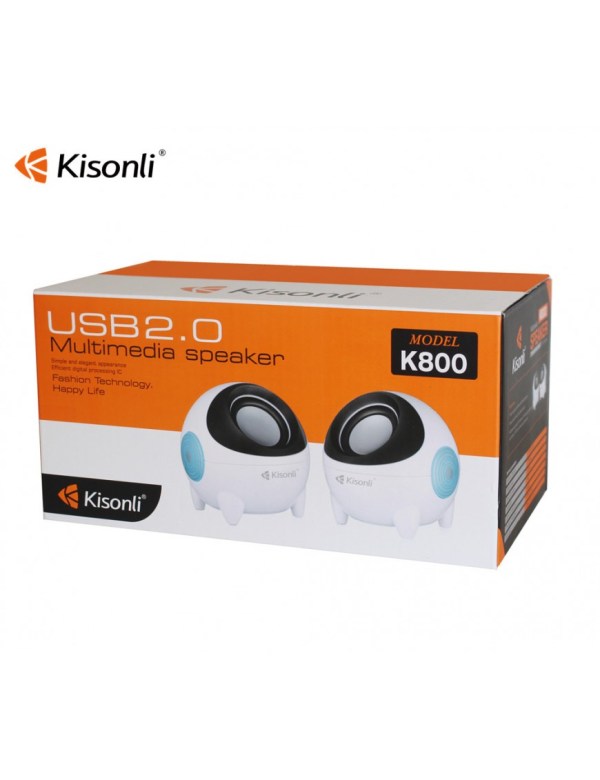 Kisonli®
Kisonli
USB2.0
Multimedia speaker
Simple and elegant appearance
Efficient digital processing IC
Fashion Technology,
Happy Life
MODEL
K800
Kisonli
Kisonli
Kisonli®
Kisonli